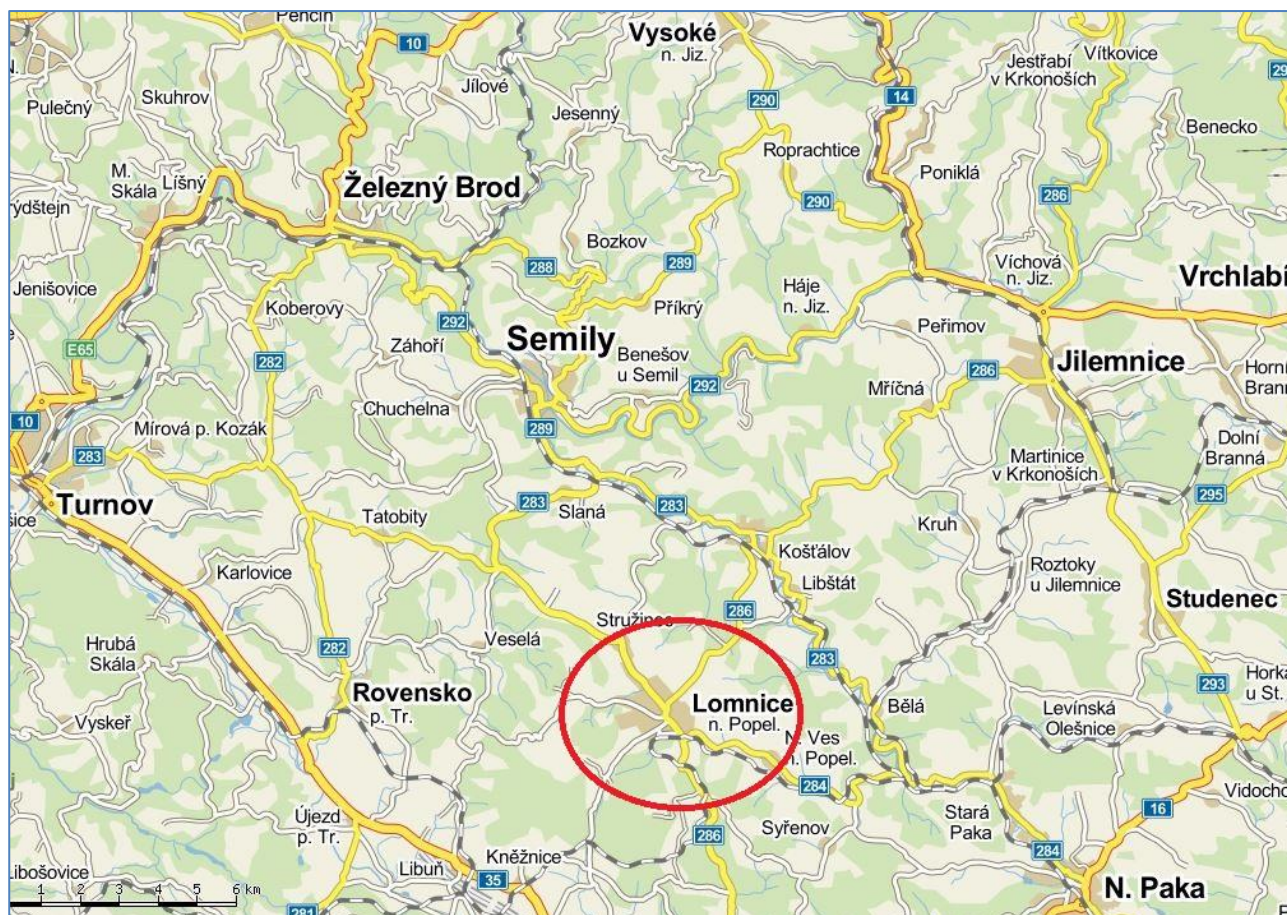 Pěnčín
10
Vysoké
n. Jiz.
Jestřabí
v Krkonoších
Vítkovice
Pulečný
Skuhrov
Jílové
Jesenný
290
14
Benecko
Roprachtice
M.
Skála
Líšný
Železný Brod
Poniklá
286
290
Bozkov
288
289
Jenišovice
Koberovy
Příkrý
Háje
n. Jiz.
Víchová
n. Jiz.
Vrchlabí
292
Semily
Peřimov
E65
282
Záhoří
Benešov
u Semil
292
286
Jilemnice
Mříčná
Chuchelna
10
Mírová p. Kozák
289
283
Martinice
v Krkonoších
Dolní
Branná
Turnov
283
Slaná
283
295
Tatobity
Kruh
Košťálov
Karlovice
Libštát
Roztoky
u Jilemnice
286
Stružinec
Studenec
Hrubá
Skála
282
Veselá
283
293
Rovensko
p. Tr.
Lomnice
n. Popel.
Bělá
Levínská
Olešnice
Vyskeř
N. Ves
n. Popel.
284
16
Újezd
p. Tr.
286
Syřenov
Stará
Paka
Libuň
Kněžnice
284
35
N. Paka
281
1 2 3 4 5 6 km